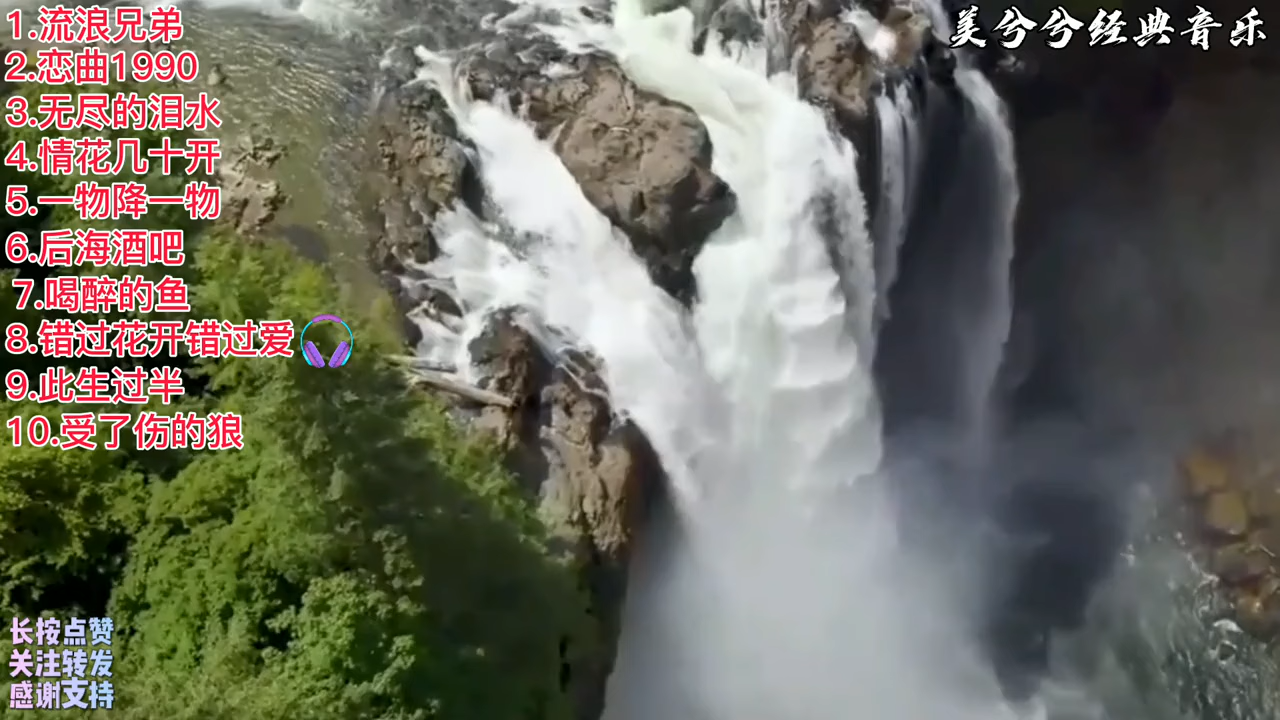 1.流浪兄弟
2.恋曲1990
3.无尽的泪水
4.情花几十开
5.一物降一物
6.后海酒吧
7.喝醉的鱼
8.错过花开错过爱
9.此生过半
10.受了伤的狼
美兮兮经典音乐
长按点赞
关注转发
感谢支持